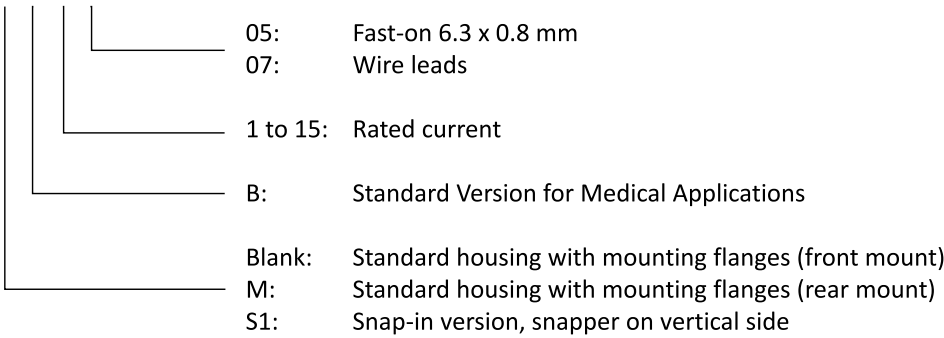 05: Fast-on 6.3 x 0.8 mm
07: Wire leads
1 to 15: Rated current
B: Standard Version for Medical Applications
Blank: Standard housing with mounting flanges (front mount)
M: Standard housing with mounting flanges (rear mount)
S1: Snap-in version, snapper on vertical side